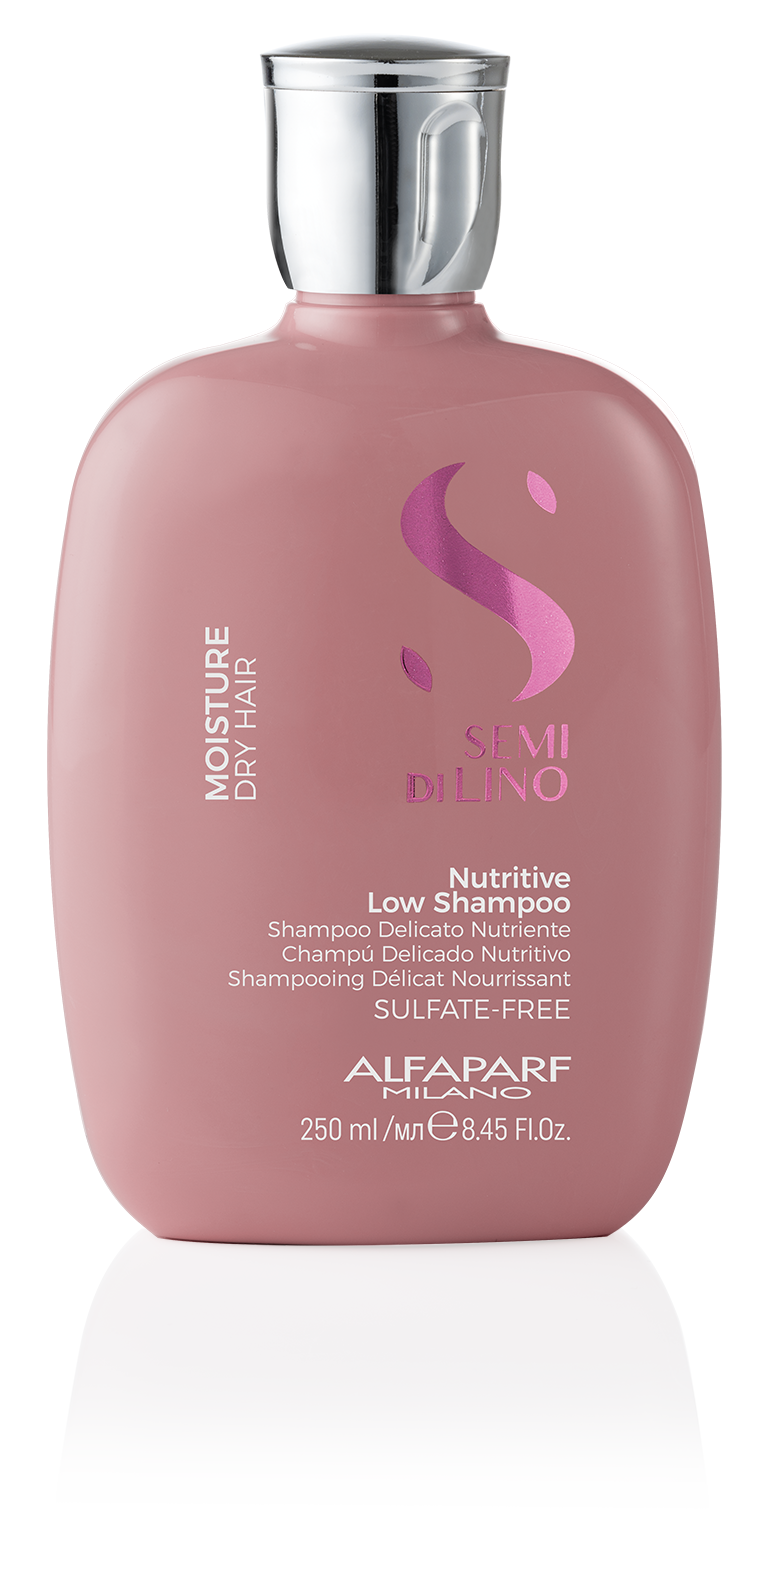 MOISTURE
DRY HAIR
SEMI
DI LINO
Nutritive
Low Shampoo
Shampoo Delicato Nutriente
Champú Delicado Nutritivo
Shampooing Délicat Nourrissant
SULFATE-FREE
ALFAPARF
MILANO
250 ml /мл℮8.45 Fl.Oz.